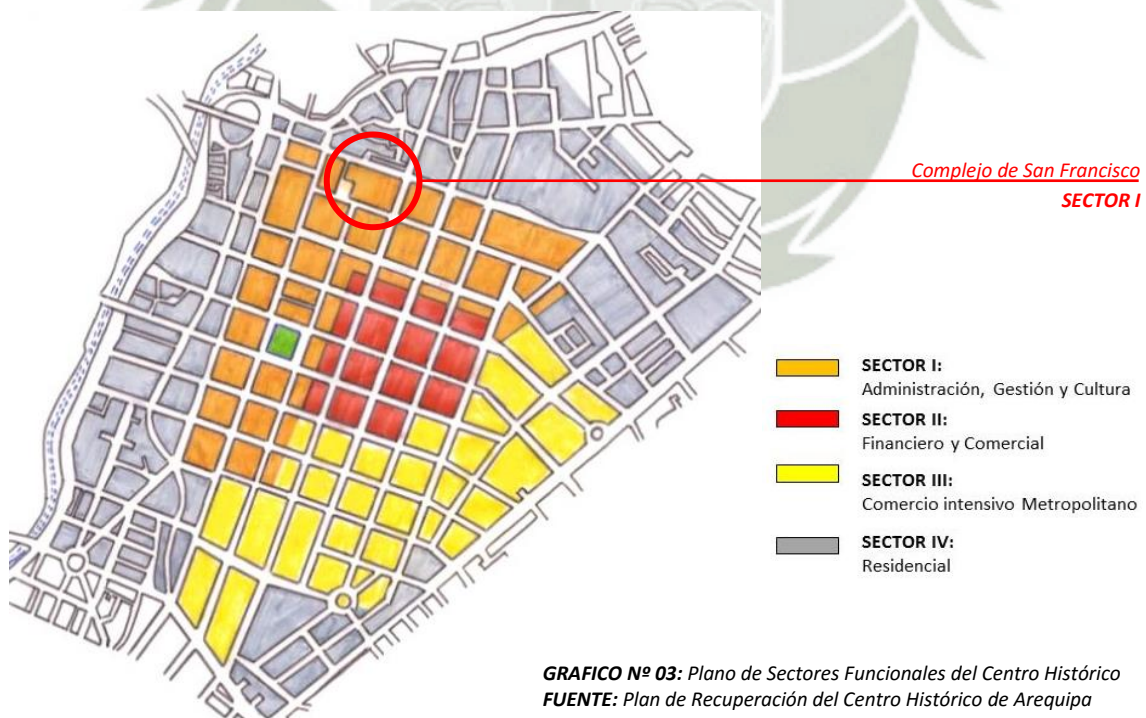 Complejo de San Francisco
SECTOR I
SECTOR I:
Administración, Gestión y Cultura
SECTOR II:
Financiero y Comercial
SECTOR III:
Comercio intensivo Metropolitano
SECTOR IV:
Residencial
GRAFICO Nº 03: Plano de Sectores Funcionales del Centro Histórico
FUENTE: Plan de Recuperación del Centro Histórico de Arequipa